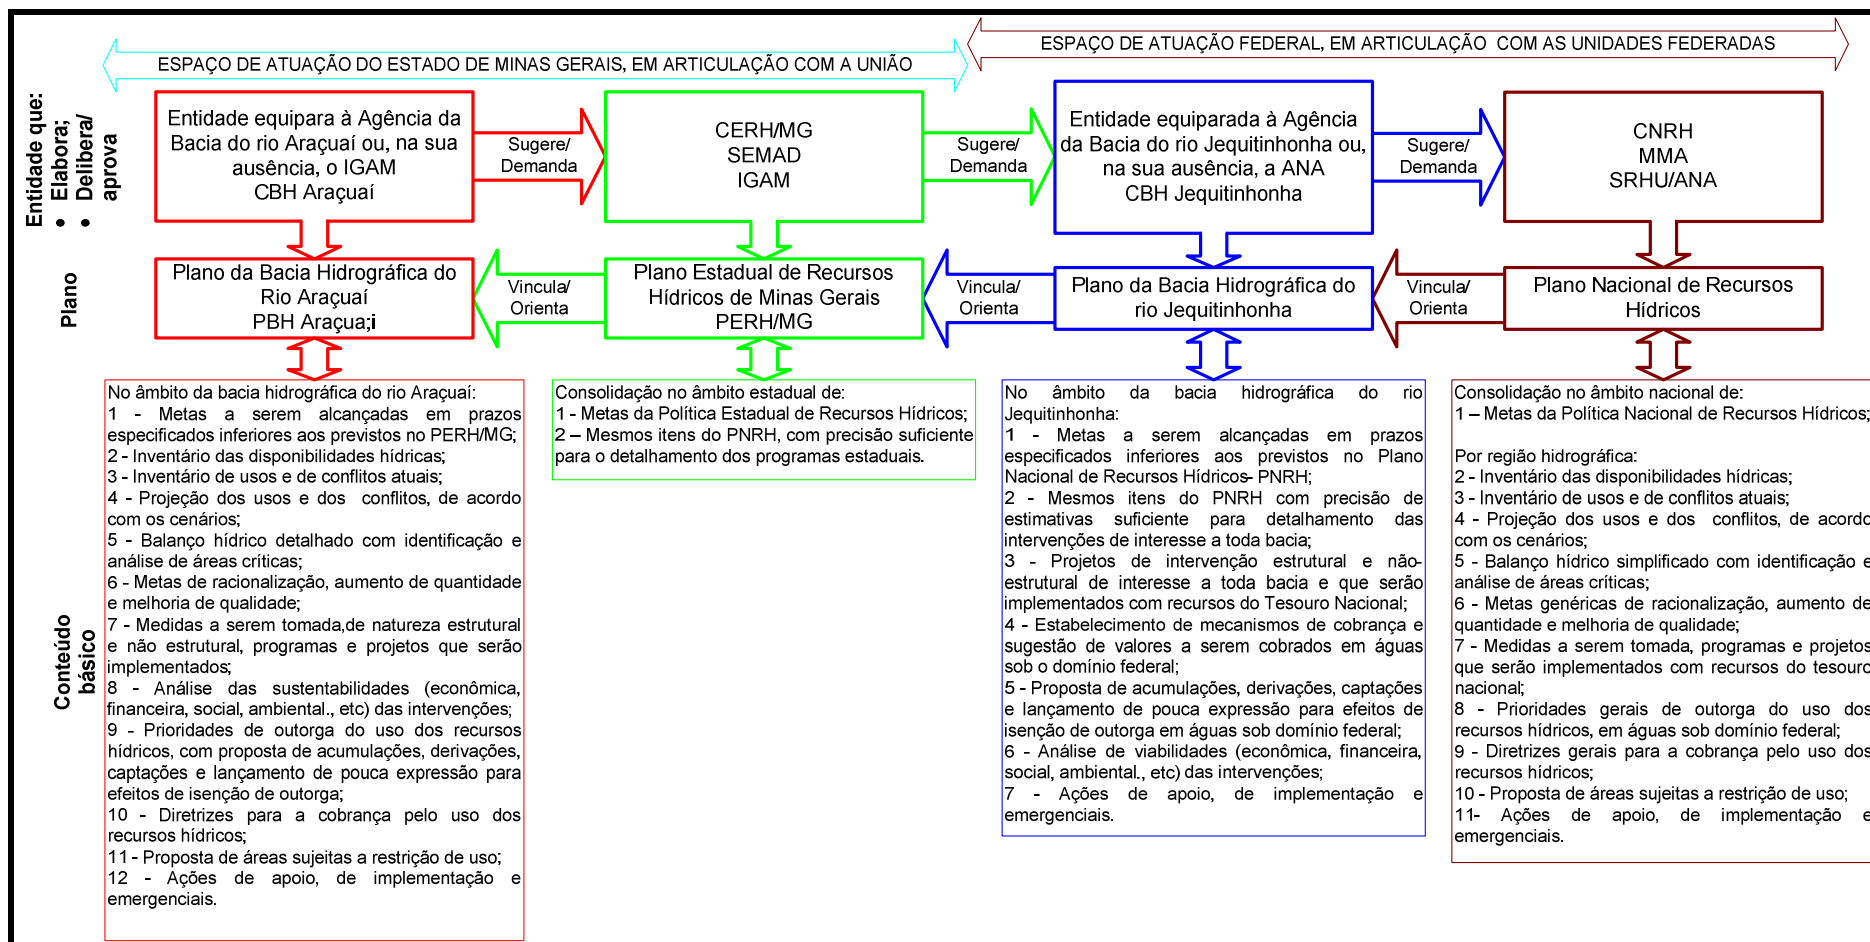 ESPAÇO DE ATUAÇÃO DO ESTADO DE MINAS GERAIS, EM ARTICULAÇÃO COM A UNIÃO
ESPAÇO DE ATUAÇÃO FEDERAL, EM ARTICULAÇÃO COM AS UNIDADES FEDERADAS
Entidade que:
• Elabora;
• Delibera/
aprova
Entidade equipara à Agência da
Bacia do rio Araçuaí ou, na sua
ausência, o IGAM
CBH Araçuaí
Sugere/
Demanda
CERH/MG
SEMAD
IGAM
Sugere/
Demanda
Entidade equiparada à Agência
da Bacia do rio Jequitinhonha ou,
na sua ausência, a ANA
CBH Jequitinhonha
Sugere/
Demanda
CNRH
MMA
SRHU/ANA
Plano
Plano da Bacia Hidrográfica do
Rio Araçuaí
PBH Araçua;i
Vincula/
Orienta
Plano Estadual de Recursos
Hídricos de Minas Gerais
PERH/MG
Vincula/
Orienta
Plano da Bacia Hidrográfica do
rio Jequitinhonha
Vincula/
Orienta
Plano Nacional de Recursos
Hídricos
Conteúdo
básico
No âmbito da bacia hidrográfica do rio Araçuaí:
1 - Metas a serem alcançadas em prazos
especificados inferiores aos previstos no PERH/MG;
2 - Inventário das disponibilidades hídricas;
3 - Inventário de usos e de conflitos atuais;
4 - Projeção dos usos e dos conflitos, de acordo
com os cenários;
5 - Balanço hídrico detalhado com identificação e
análise de áreas críticas;
6 - Metas de racionalização, aumento de quantidade
e melhoria de qualidade;
7 - Medidas a serem tomada,de natureza estrutural
e não estrutural, programas e projetos que serão
implementados;
8 - Análise das sustentabilidades (econômica,
financeira, social, ambiental., etc) das intervenções;
9 - Prioridades de outorga do uso dos recursos
hídricos, com proposta de acumulações, derivações,
captações e lançamento de pouca expressão para
efeitos de isenção de outorga;
10 - Diretrizes para a cobrança pelo uso dos
recursos hídricos;
11 - Proposta de áreas sujeitas a restrição de uso;
12 - Ações de apoio, de implementação e
emergenciais.
Consolidação no âmbito estadual de:
1 - Metas da Política Estadual de Recursos Hídricos;
2 – Mesmos itens do PNRH, com precisão suficiente
para o detalhamento dos programas estaduais.
No âmbito da bacia hidrográfica do rio
Jequitinhonha:
1 - Metas a serem alcançadas em prazos
especificados inferiores aos previstos no Plano
Nacional de Recursos Hídricos- PNRH;
2 - Mesmos itens do PNRH com precisão de
estimativas suficiente para detalhamento das
intervenções de interesse a toda bacia;
3 - Projetos de intervenção estrutural e não-
estrutural de interesse a toda bacia e que serão
implementados com recursos do Tesouro Nacional;
4 - Estabelecimento de mecanismos de cobrança e
sugestão de valores a serem cobrados em águas
sob o domínio federal;
5 - Proposta de acumulações, derivações, captações
e lançamento de pouca expressão para efeitos de
isenção de outorga em águas sob domínio federal;
6 - Análise de viabilidades (econômica, financeira,
social, ambiental., etc) das intervenções;
7 - Ações de apoio, de implementação e
emergenciais.
Consolidação no âmbito nacional de:
1 – Metas da Política Nacional de Recursos Hídricos;
Por região hidrográfica:
2 - Inventário das disponibilidades hídricas;
3 - Inventário de usos e de conflitos atuais;
4 - Projeção dos usos e dos conflitos, de acordo
com os cenários;
5 - Balanço hídrico simplificado com identificação e
análise de áreas críticas;
6 - Metas genéricas de racionalização, aumento de
quantidade e melhoria de qualidade;
7 - Medidas a serem tomada, programas e projetos
que serão implementados com recursos do tesouro
nacional;
8 - Prioridades gerais de outorga do uso dos
recursos hídricos, em águas sob domínio federal;
9 - Diretrizes gerais para a cobrança pelo uso dos
recursos hídricos;
10 - Proposta de áreas sujeitas a restrição de uso;
11- Ações de apoio, de implementação e
emergenciais.